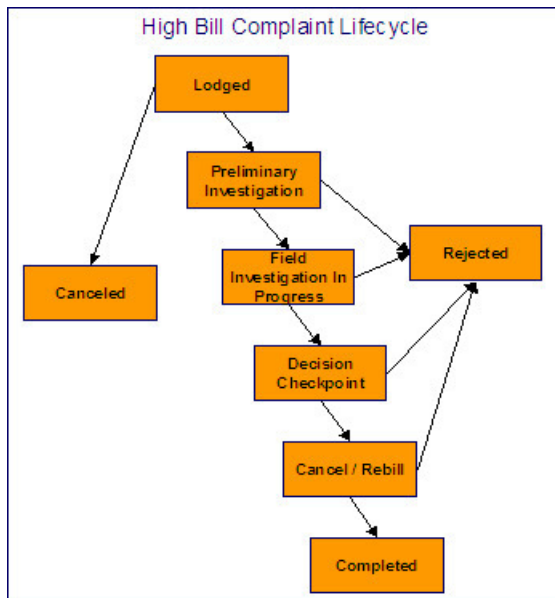 High Bill Complaint Lifecycle
Lodged
Preliminary
Investigation
Field
Investigation In
Progress
Rejected
Canceled
Decision
Checkpoint
Cancel / Rebill
Completed